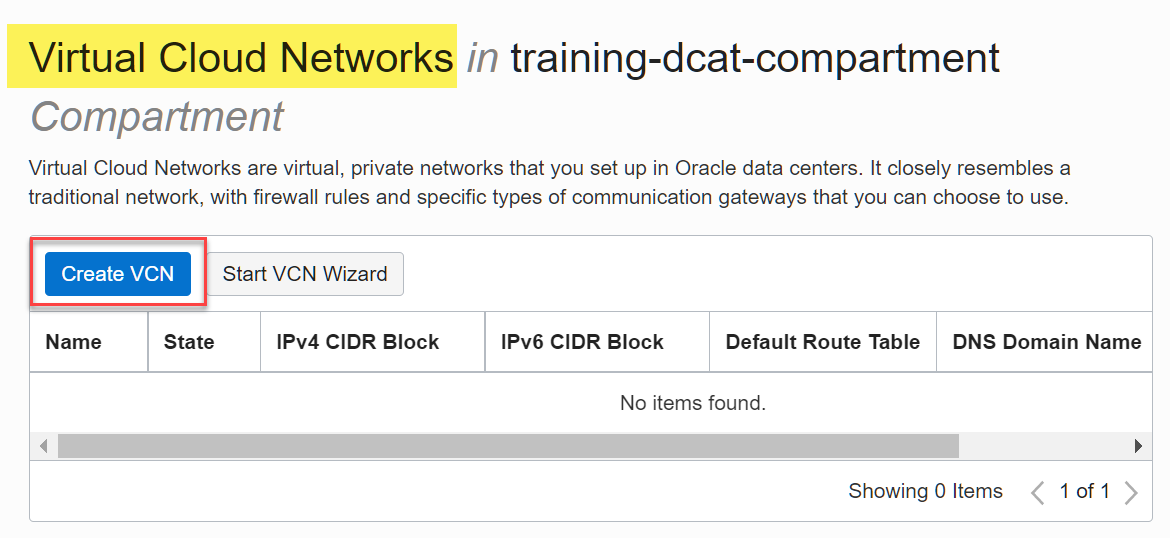 Virtual Cloud Networks in training-dcat-compartment
Compartment
Virtual Cloud Networks are virtual, private networks that you set up in Oracle data centers. It closely resembles a
traditional network, with firewall rules and specific types of communication gateways that you can choose to use.
Create VCN Start VCN Wizard
Name State IPv4 CIDR Block IPv6 CIDR Block Default Route Table DNS Domain Name
No items found.
Showing 0 Items 1 of 1